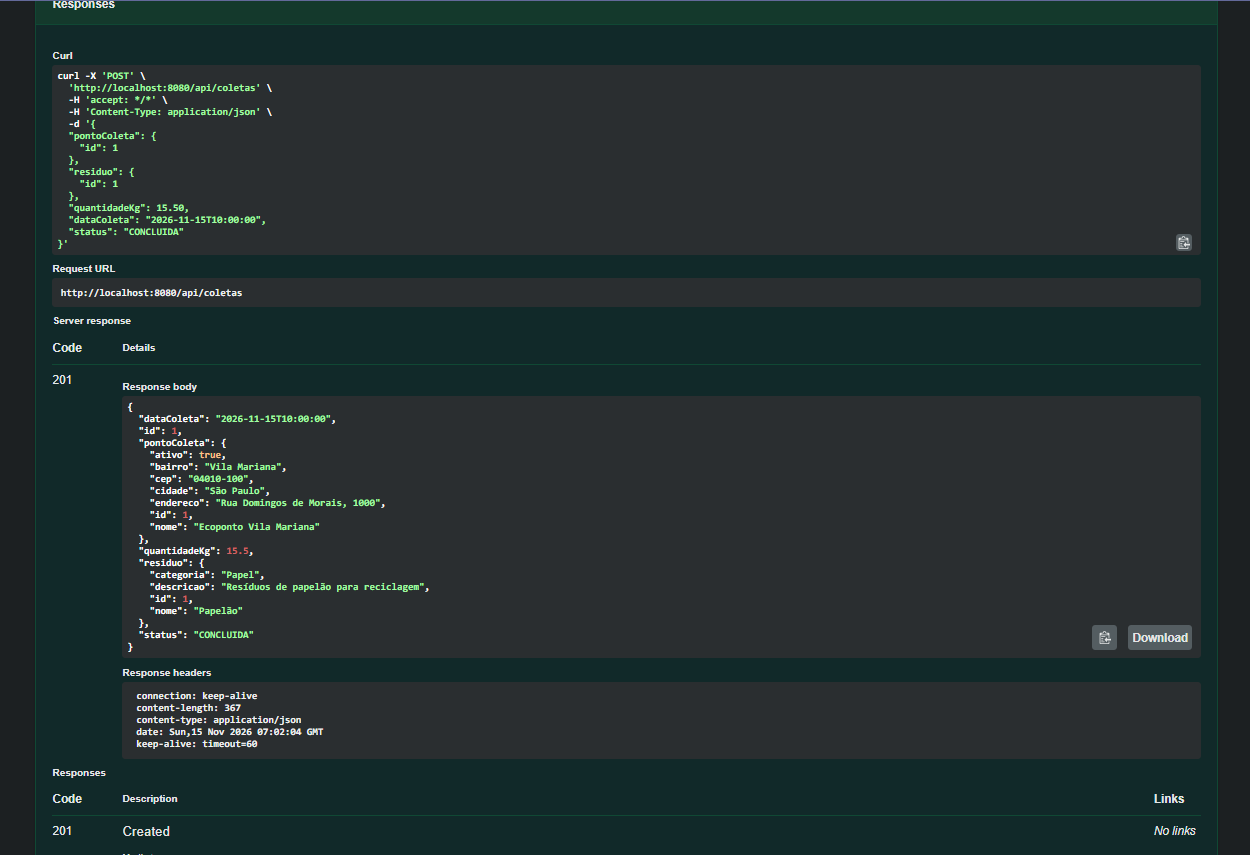 Responses
Curl
curl -X 'POST' \
  'http://localhost:8080/api/coletas' \
  -H 'accept: */*' \
  -H 'Content-Type: application/json' \
  -d '{
  "pontoColeta": {
    "id": 1
  },
  "residuo": {
    "id": 1
  },
  "quantidadeKg": 15.50,
  "dataColeta": "2026-11-15T10:00:00",
  "status": "CONCLUIDA"
}'
Request URL
http://localhost:8080/api/coletas
Server response
Code Details
201
Response body
{
  "dataColeta": "2026-11-15T10:00:00",
  "id": 1,
  "pontoColeta": {
    "ativo": true,
    "bairro": "Vila Mariana",
    "cep": "04010-100",
    "cidade": "São Paulo",
    "endereco": "Rua Domingos de Morais, 1000",
    "id": 1,
    "nome": "Ecoponto Vila Mariana"
  },
  "quantidadeKg": 15.5,
  "residuo": {
    "categoria": "Papel",
    "descricao": "Resíduos de papelão para reciclagem",
    "id": 1,
    "nome": "Papelão"
  },
  "status": "CONCLUIDA"
}
Download
Response headers
connection: keep-alive
content-length: 367
content-type: application/json
date: Sun,15 Nov 2026 07:02:04 GMT
keep-alive: timeout=60
Responses
Code Description Links
201 Created No links